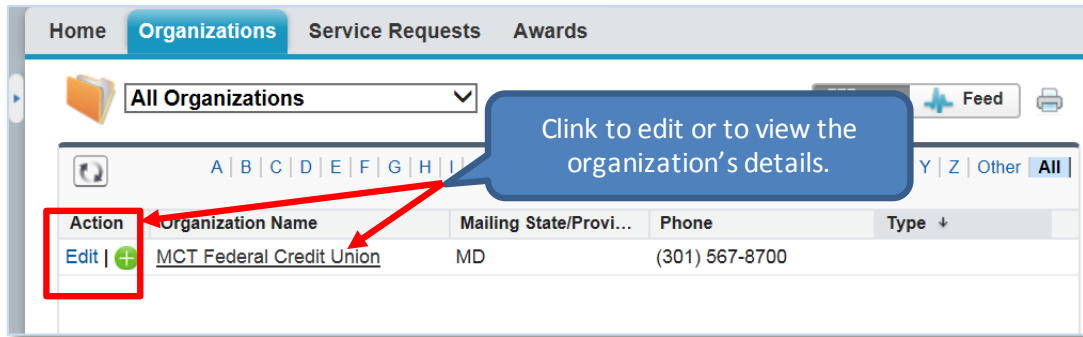 Home Organizations Service Requests Awards
All Organizations Feed
Clink to edit or to view the
organization's details.
A | B | C | D | E | F | G | H | I | Y | Z | Other | All |
Action Organization Name Mailing State/Provi... Phone Type ↓
Edit | MCT Federal Credit Union MD (301) 567-8700